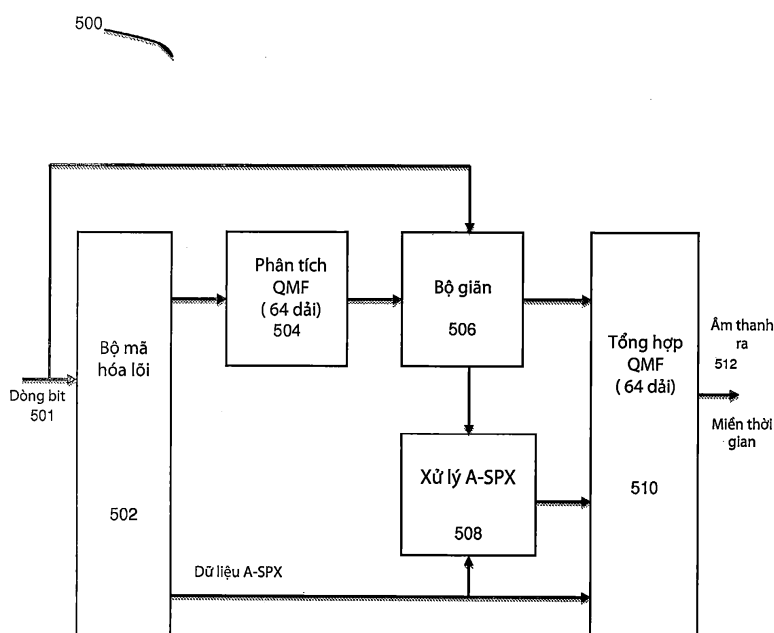 500
Phân tích
QMF
( 64 dải)
504
Bộ giãn
506
Bộ mã
hóa lõi
502
Dòng bit
501
Tổng hợp
QMF
( 64 dải)
510
Âm thanh
ra
512
Miền thời
gian
Xử lý A-SPX
508
Dữ liệu A-SPX